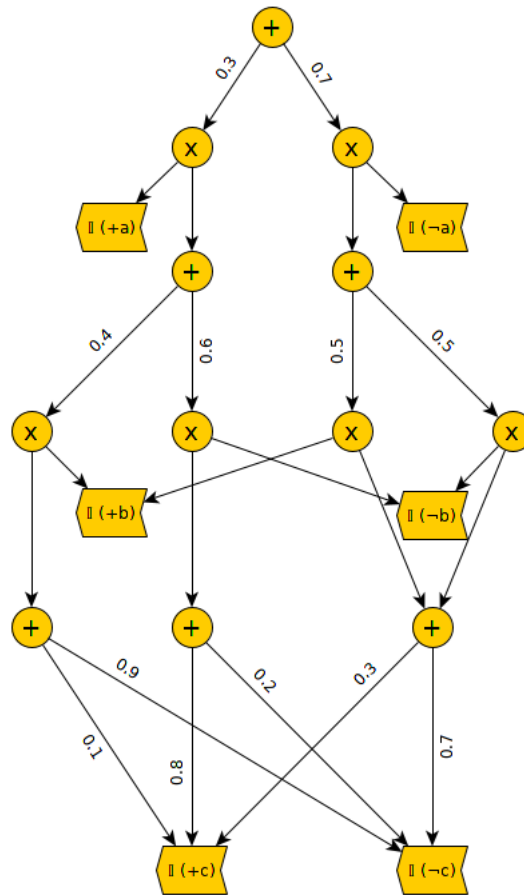 +
0.3 0.7
x x
𝕀 (+a) 𝕀 (¬a)
+ +
0.4 0.6 0.5 0.5
x x x x
𝕀 (+b) 𝕀 (¬b)
+ + +
0.9 0.2 0.3
0.1 0.8 0.7
𝕀 (+c) 𝕀 (¬c)